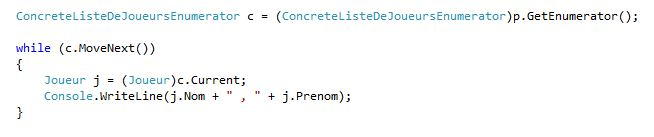 ConcreteListeDeJoueursEnumerator c = (ConcreteListeDeJoueursEnumerator)p.GetEnumerator();
while (c.MoveNext())
{
Joueur j = (Joueur)c.Current;
Console.WriteLine(j.Nom + " , " + j.Prenom);
}